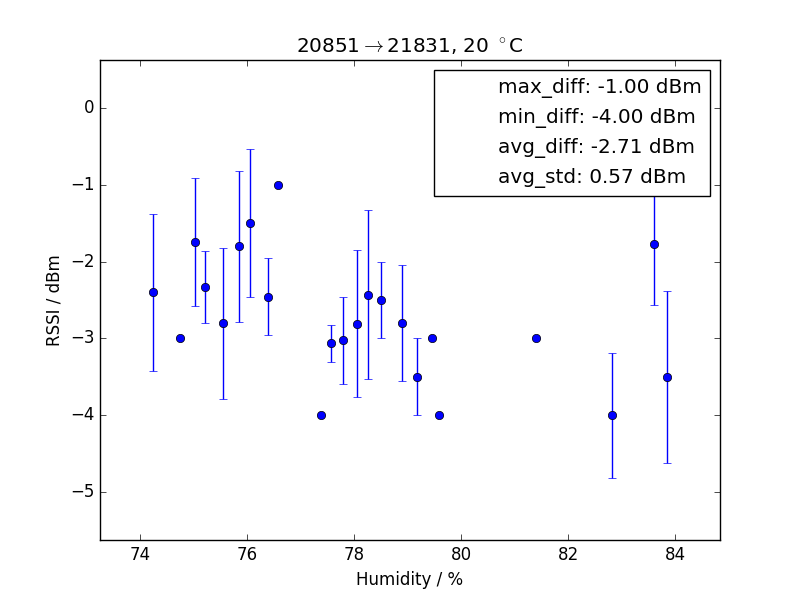 20851→21831, 20 °C
max_diff: -1.00 dBm
min_diff: -4.00 dBm
avg_diff: -2.71 dBm
avg_std: 0.57 dBm
RSSI / dBm
0
−1
−2
−3
−4
−5
74 76 78 80 82 84
Humidity / %